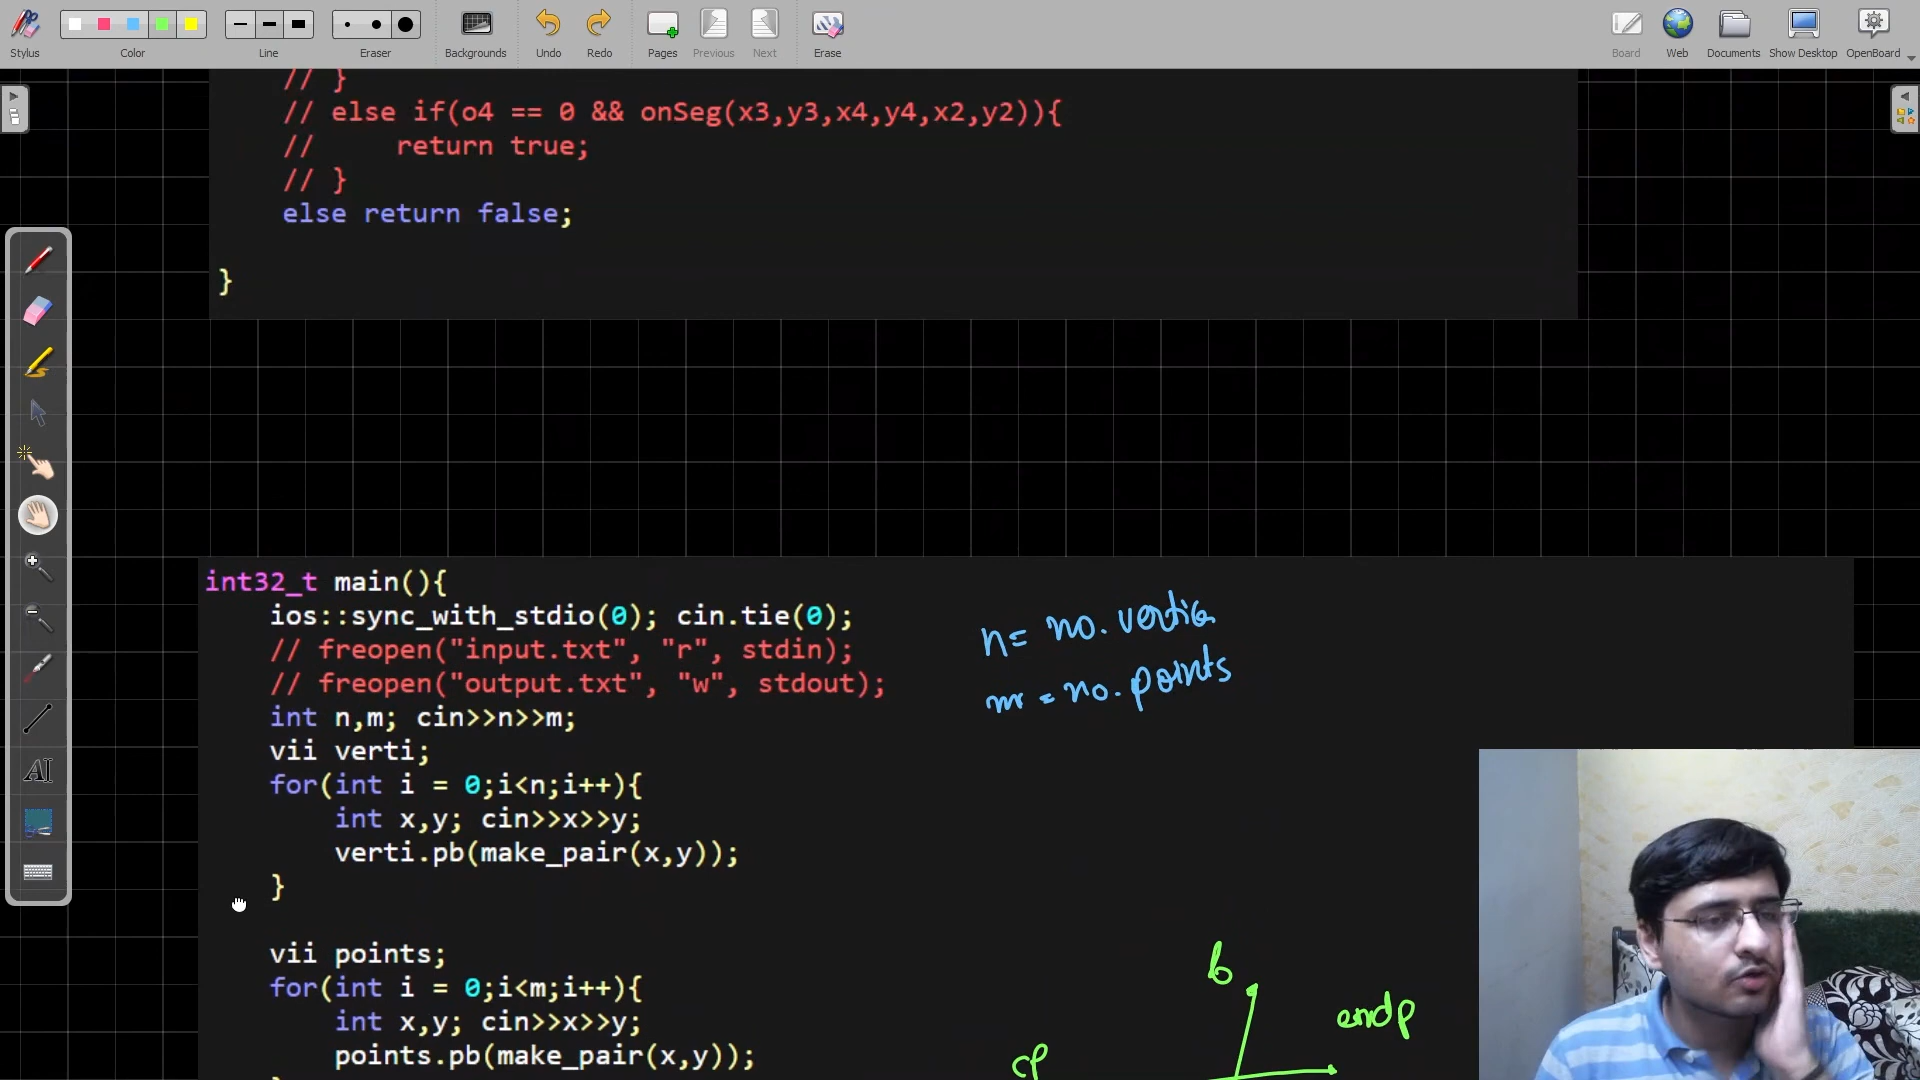 Stylus
Color
Line
Eraser
Backgrounds
Undo
Redo
Pages
Previous
Next
Erase
Board
Web
Documents
Show Desktop
OpenBoard
// }
// else if(o4 == 0 && onSeg(x3,y3,x4,y4,x2,y2)){
//     return true;
// }
else return false;
}
int32_t main(){
ios::sync_with_stdio(0); cin.tie(0);
// freopen("input.txt", "r", stdin);
// freopen("output.txt", "w", stdout);
int n,m; cin>>n>>m;
vii verti;
for(int i = 0;i<n;i++){
int x,y; cin>>x>>y;
verti.pb(make_pair(x,y));
}
vii points;
for(int i = 0;i<m;i++){
int x,y; cin>>x>>y;
points.pb(make_pair(x,y));
n= no. vertices
m = no. points
b
endp
cp
AI